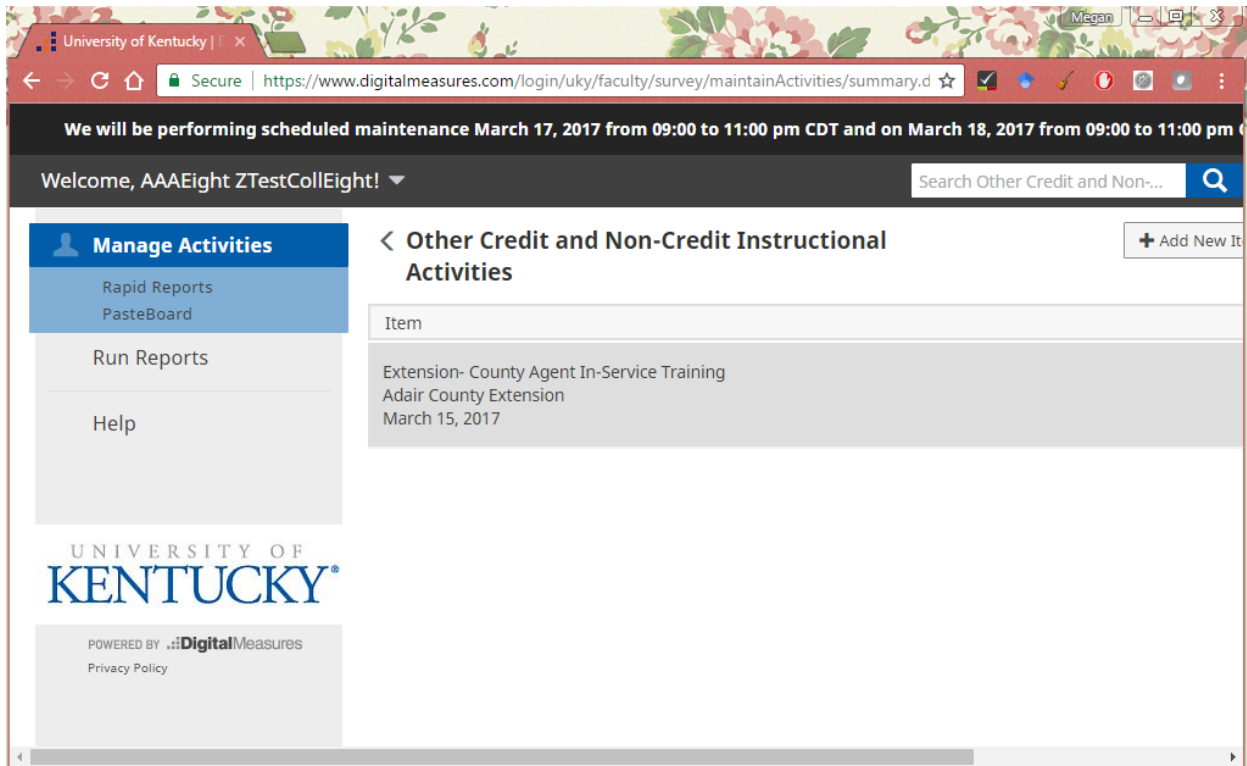 Megan
University of Kentucky |
Secure | https://www.digitalmeasures.com/login/uky/faculty/survey/maintainActivities/summary.d
We will be performing scheduled maintenance March 17, 2017 from 09:00 to 11:00 pm CDT and on March 18, 2017 from 09:00 to 11:00 pm
Welcome, AAAEight ZTestCollEight!
Search Other Credit and Non-...
Manage Activities
Rapid Reports
PasteBoard
Run Reports
Help
UNIVERSITY OF
KENTUCKY®
POWERED BY .::DigitalMeasures
Privacy Policy
< Other Credit and Non-Credit Instructional
Activities
+ Add New It
Item
Extension- County Agent In-Service Training
Adair County Extension
March 15, 2017